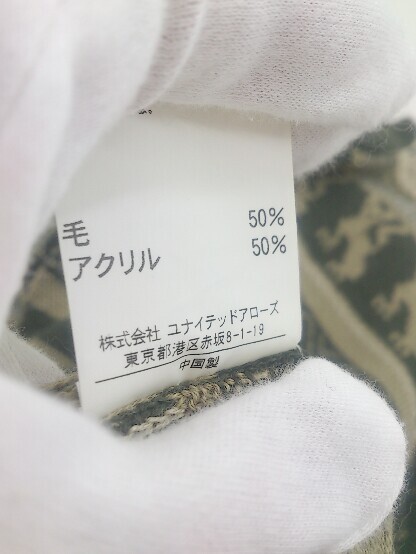 毛 50%
アクリル 50%
株式会社 ユナイテッドアローズ
東京都港区赤坂8-1-19
中国製